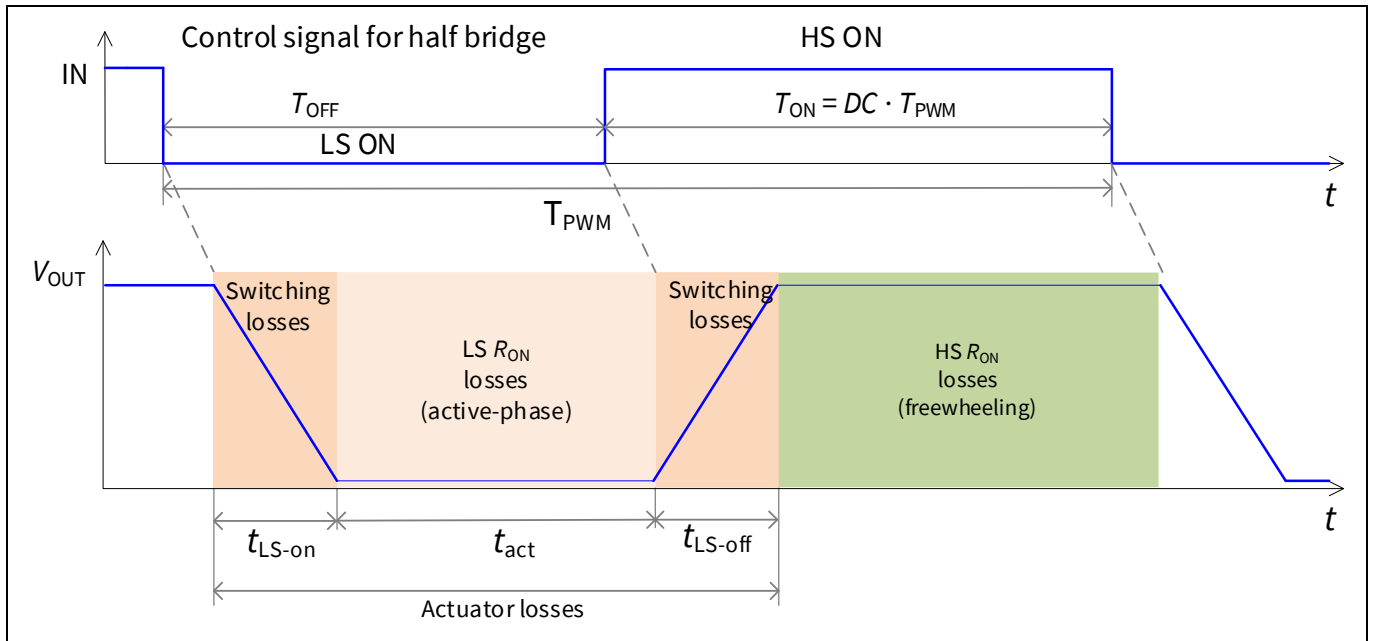 Control signal for half bridge
HS ON
IN
TOFF
TON = DC · TPWM
LS ON
t
TPWM
VOUT
Switching
losses
Switching
losses
LS RON
losses
(active-phase)
HS RON
losses
(freewheeling)
t
tLS-on
tact
tLS-off
Actuator losses